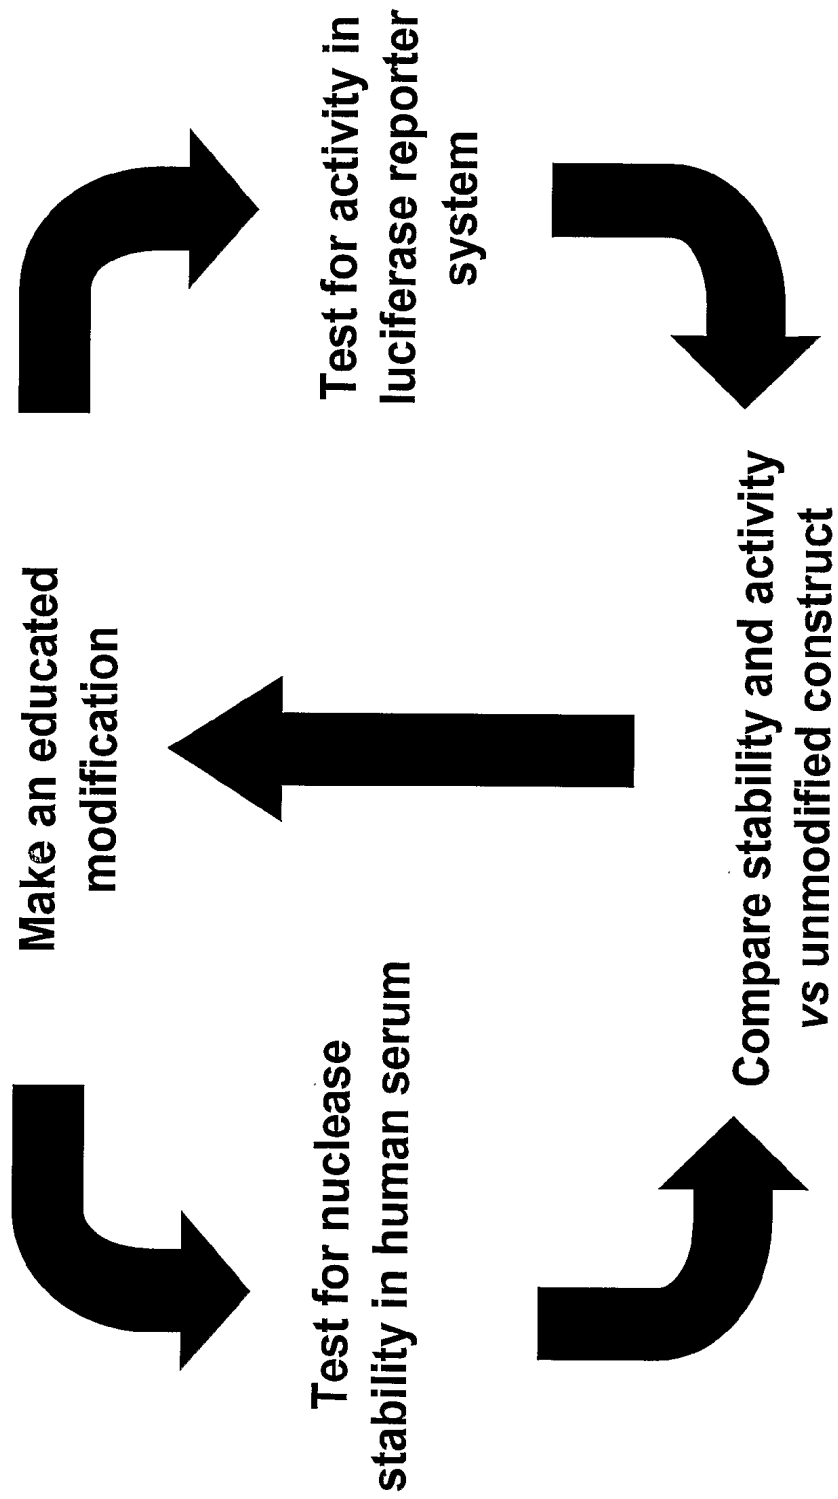 Make an educated
modification
Test for nuclease
stability in human serum
Test for activity in
luciferase reporter
system
Compare stability and activity
vs unmodified construct